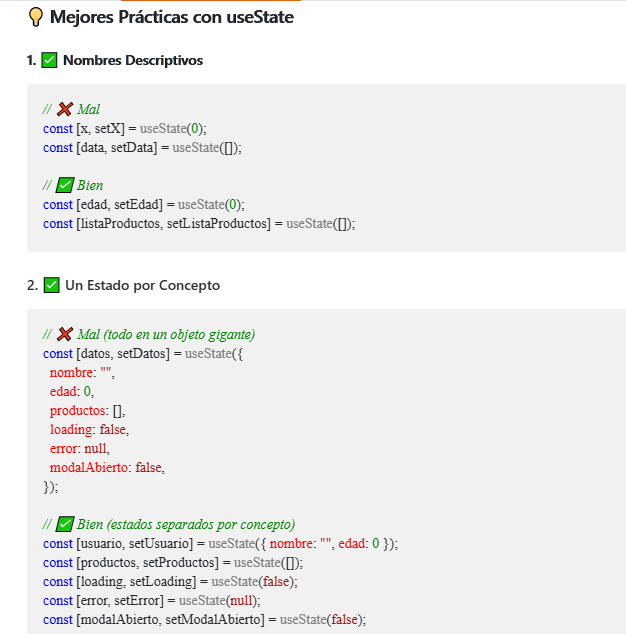 💡 Mejores Prácticas con useState
1. ✅ Nombres Descriptivos
// ❌ Mal
const [x, setX] = useState(0);
const [data, setData] = useState([]);
// ✅ Bien
const [edad, setEdad] = useState(0);
const [listaProductos, setListaProductos] = useState([]);
2. ✅ Un Estado por Concepto
// ❌ Mal (todo en un objeto gigante)
const [datos, setDatos] = useState({
  nombre: "",
  edad: 0,
  productos: [],
  loading: false,
  error: null,
  modalAbierto: false,
});
// ✅ Bien (estados separados por concepto)
const [usuario, setUsuario] = useState({ nombre: "", edad: 0 });
const [productos, setProductos] = useState([]);
const [loading, setLoading] = useState(false);
const [error, setError] = useState(null);
const [modalAbierto, setModalAbierto] = useState(false);